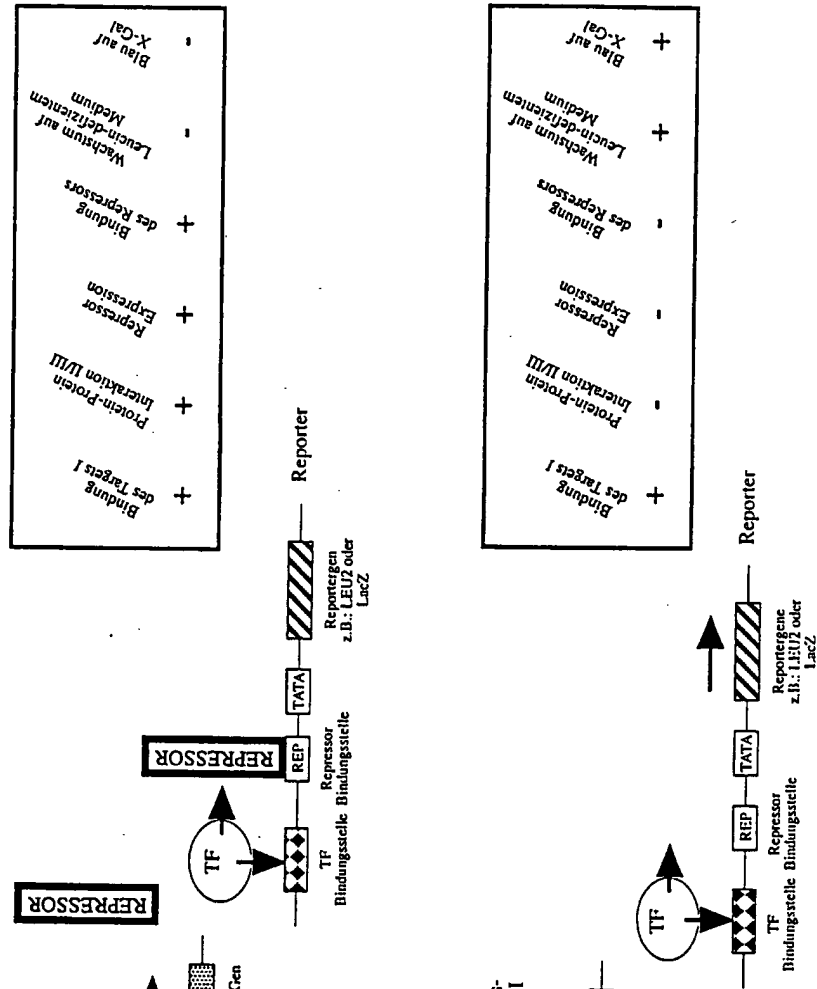 Bindung
des Targets I
Protein-Protein
Interaktion II/III
Repressor
Expression
Bindung
des Repressors
Wachstum auf
Leucin-defizientem
Medium
Blau auf
X-Gal
+ + + + - -
REPRESSOR
REPRESSOR
TF
REP
TATA
Reporter
Gen
TF
Bindungsstelle
Repressor
Bindungsstelle
Reportergen
z.B.: LEU2 oder
LacZ
Bindung
des Targets I
Protein-Protein
Interaktion II/III
Repressor
Expression
Bindung
des Repressors
Wachstum auf
Leucin-defizientem
Medium
Blau auf
X-Gal
+ - - - + +
TF
REP
TATA
Reporter
TF
Bindungsstelle
Repressor
Bindungsstelle
Reportergene
z.B.: LEU2 oder
LacZ